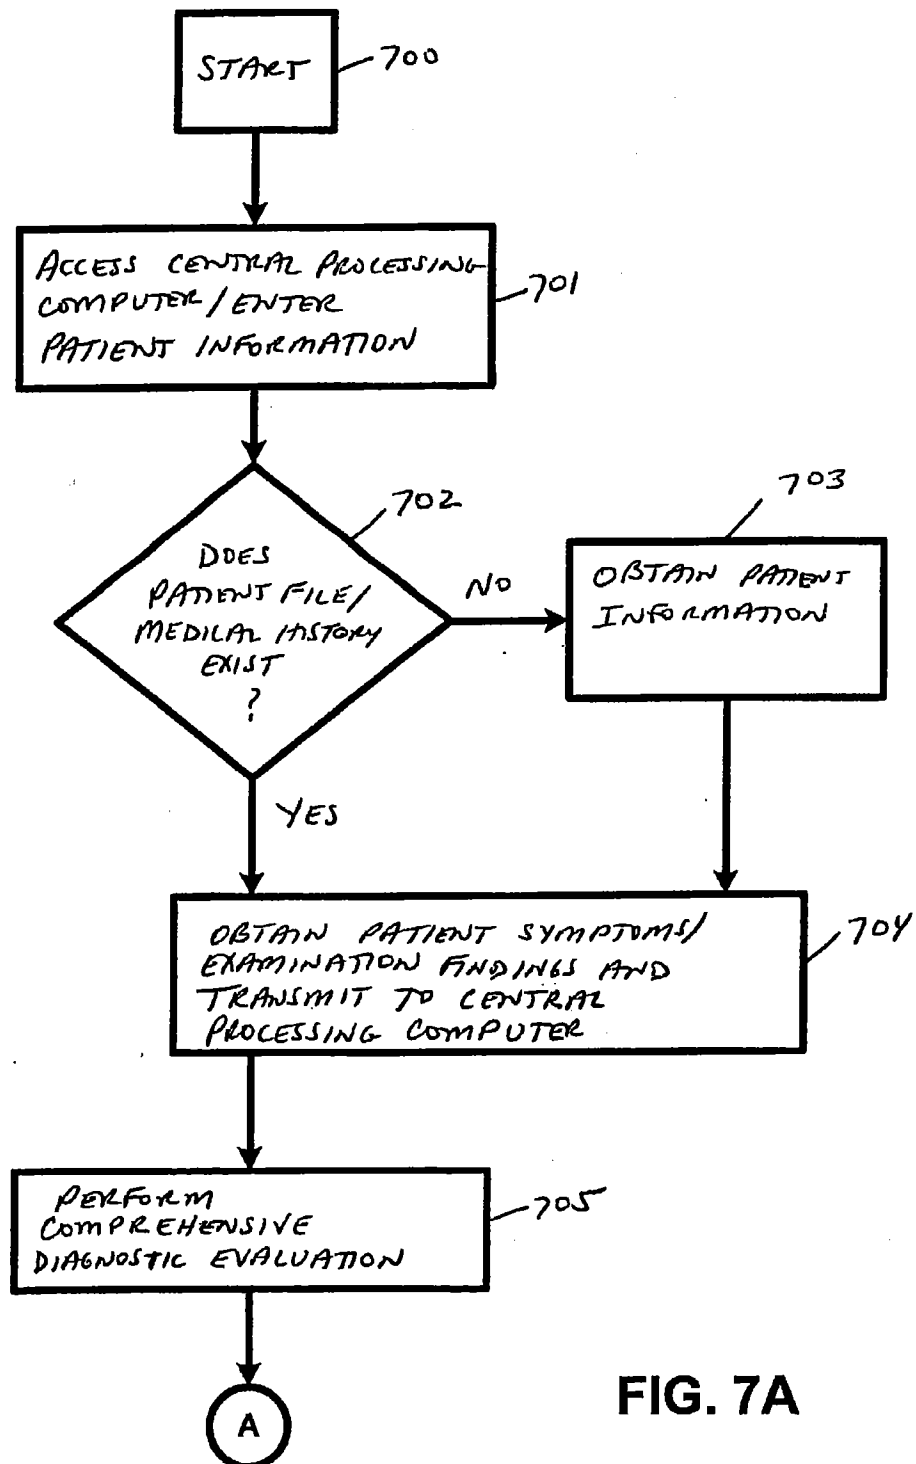 START
700
ACCESS CENTRAL PROCESSING
COMPUTER/ENTER
PATIENT INFORMATION
701
702
DOES
PATIENT FILE/
MEDICAL HISTORY
EXIST
?
NO
703
OBTAIN PATIENT
INFORMATION
YES
OBTAIN PATIENT SYMPTOMS/
EXAMINATION FINDINGS AND
TRANSMIT TO CENTRAL
PROCESSING COMPUTER
704
PERFORM
COMPREHENSIVE
DIAGNOSTIC EVALUATION
705
A
FIG. 7A